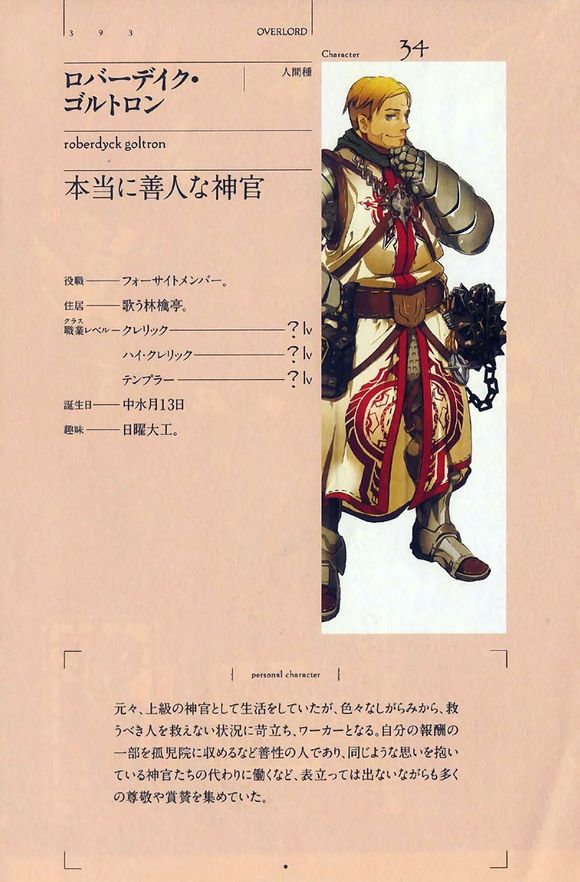 393
OVERLORD
Character 34
ロバーデイク・
ゴルトロン
人間種
roberdyck goltron
本当に善人な神官
役職――フォーサイトメンバー。
住居――歌う林檎亭。
クラス
職業レベル―クレリック――？lv
ハイ・クレリック――？lv
テンプラー――？lv
誕生日――中水月13日
趣味――日曜大工。
personal character
元々、上級の神官として生活をしていたが、色々なしがらみから、救
うべき人を救えない状況に苛立ち、ワーカーとなる。自分の報酬の
一部を孤児院に収めるなど善性の人であり、同じような思いを抱い
ている神官たちの代わりに働くなど、表立っては出ないながらも多く
の尊敬や賞賛を集めていた。